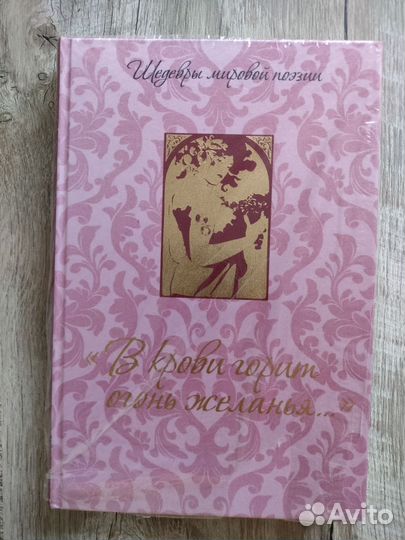 Шедевры мировой поэзии
«В крови горит
огонь желанья...»
Avito